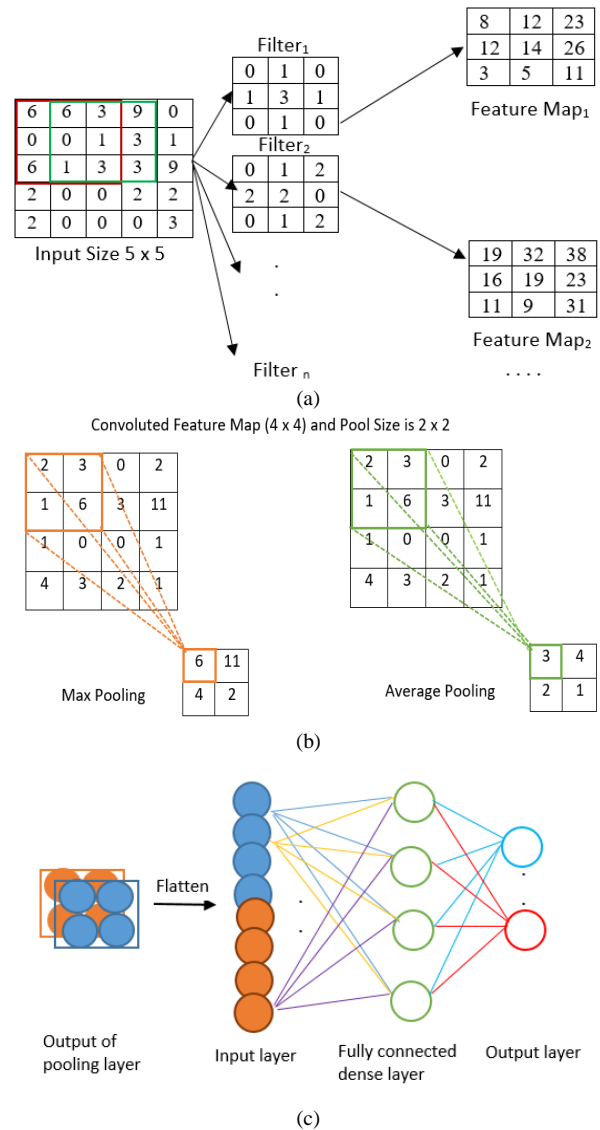 Filter1
0 1 0
1 3 1
0 1 0
8 12 23
12 14 26
3 5 11
Feature Map1
6 6 3 9 0
0 0 1 3 1
6 1 3 3 9
2 0 0 2 2
2 0 0 0 3
Input Size 5 x 5
Filter2
0 1 2
2 2 0
0 1 2
.
.
Filter n
19 32 38
16 19 23
11 9 31
Feature Map2
. . . .
(a)
Convoluted Feature Map (4 x 4) and Pool Size is 2 x 2
2 3 0 2
1 6 3 11
1 0 0 1
4 3 2 1
6 11
4 2
Max Pooling
2 3 0 2
1 6 3 11
1 0 0 1
4 3 2 1
3 4
2 1
Average Pooling
(b)
Flatten
Output of
pooling layer
Input layer
Fully connected
dense layer
Output layer
(c)